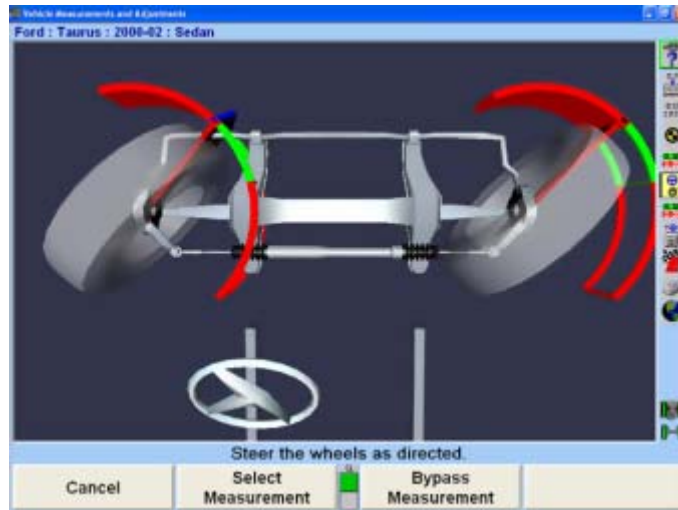 Vehicle Measurements and Adjustments
Ford : Taurus : 2000-02 : Sedan
Steer the wheels as directed.
Cancel
Select
Measurement
Bypass
Measurement